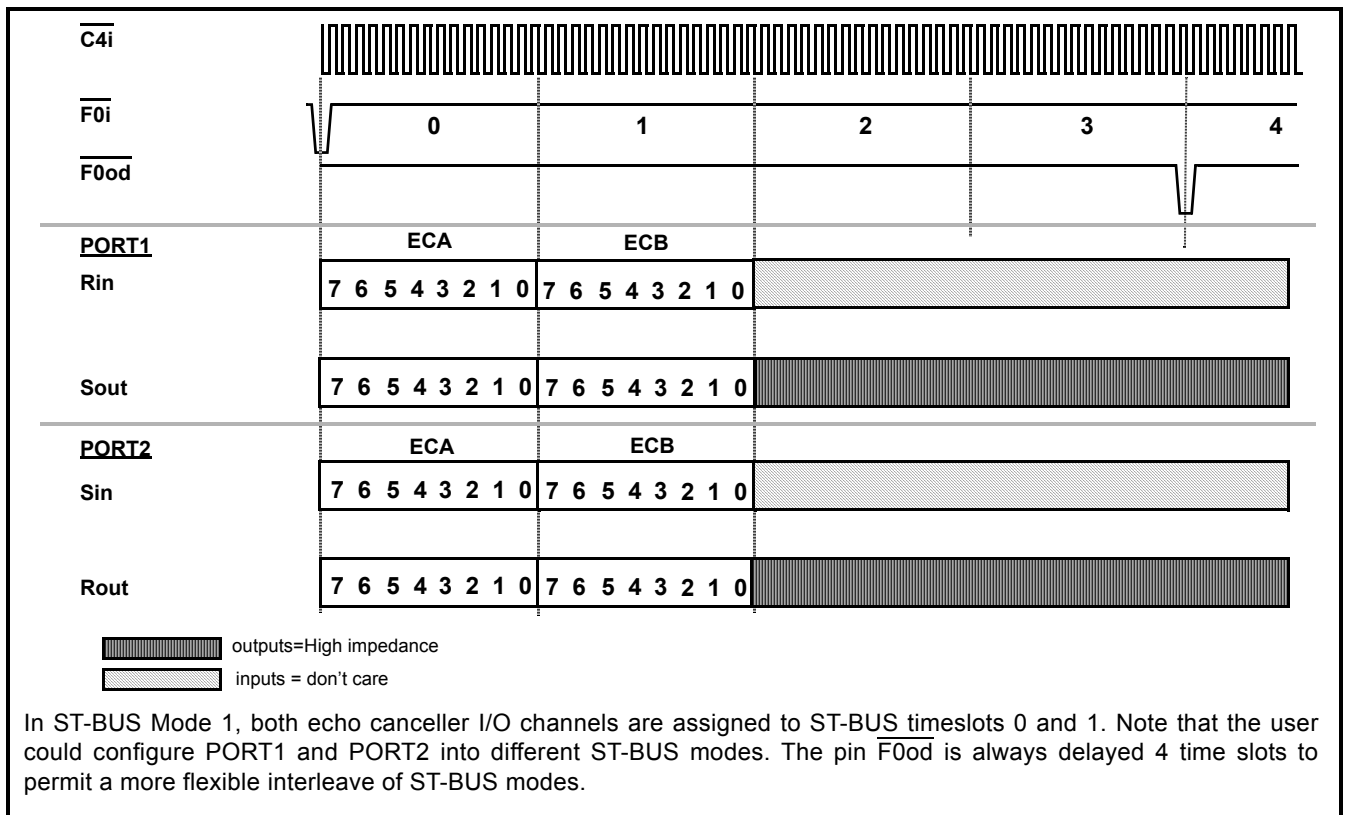 C4i
F0i
0 1 2 3 4
F0od
PORT1
ECA ECB
Rin
7 6 5 4 3 2 1 0 7 6 5 4 3 2 1 0
Sout
7 6 5 4 3 2 1 0 7 6 5 4 3 2 1 0
PORT2
ECA ECB
Sin
7 6 5 4 3 2 1 0 7 6 5 4 3 2 1 0
Rout
7 6 5 4 3 2 1 0 7 6 5 4 3 2 1 0
outputs=High impedance
inputs = don't care
In ST-BUS Mode 1, both echo canceller I/O channels are assigned to ST-BUS timeslots 0 and 1. Note that the user
could configure PORT1 and PORT2 into different ST-BUS modes. The pin F0od is always delayed 4 time slots to
permit a more flexible interleave of ST-BUS modes.